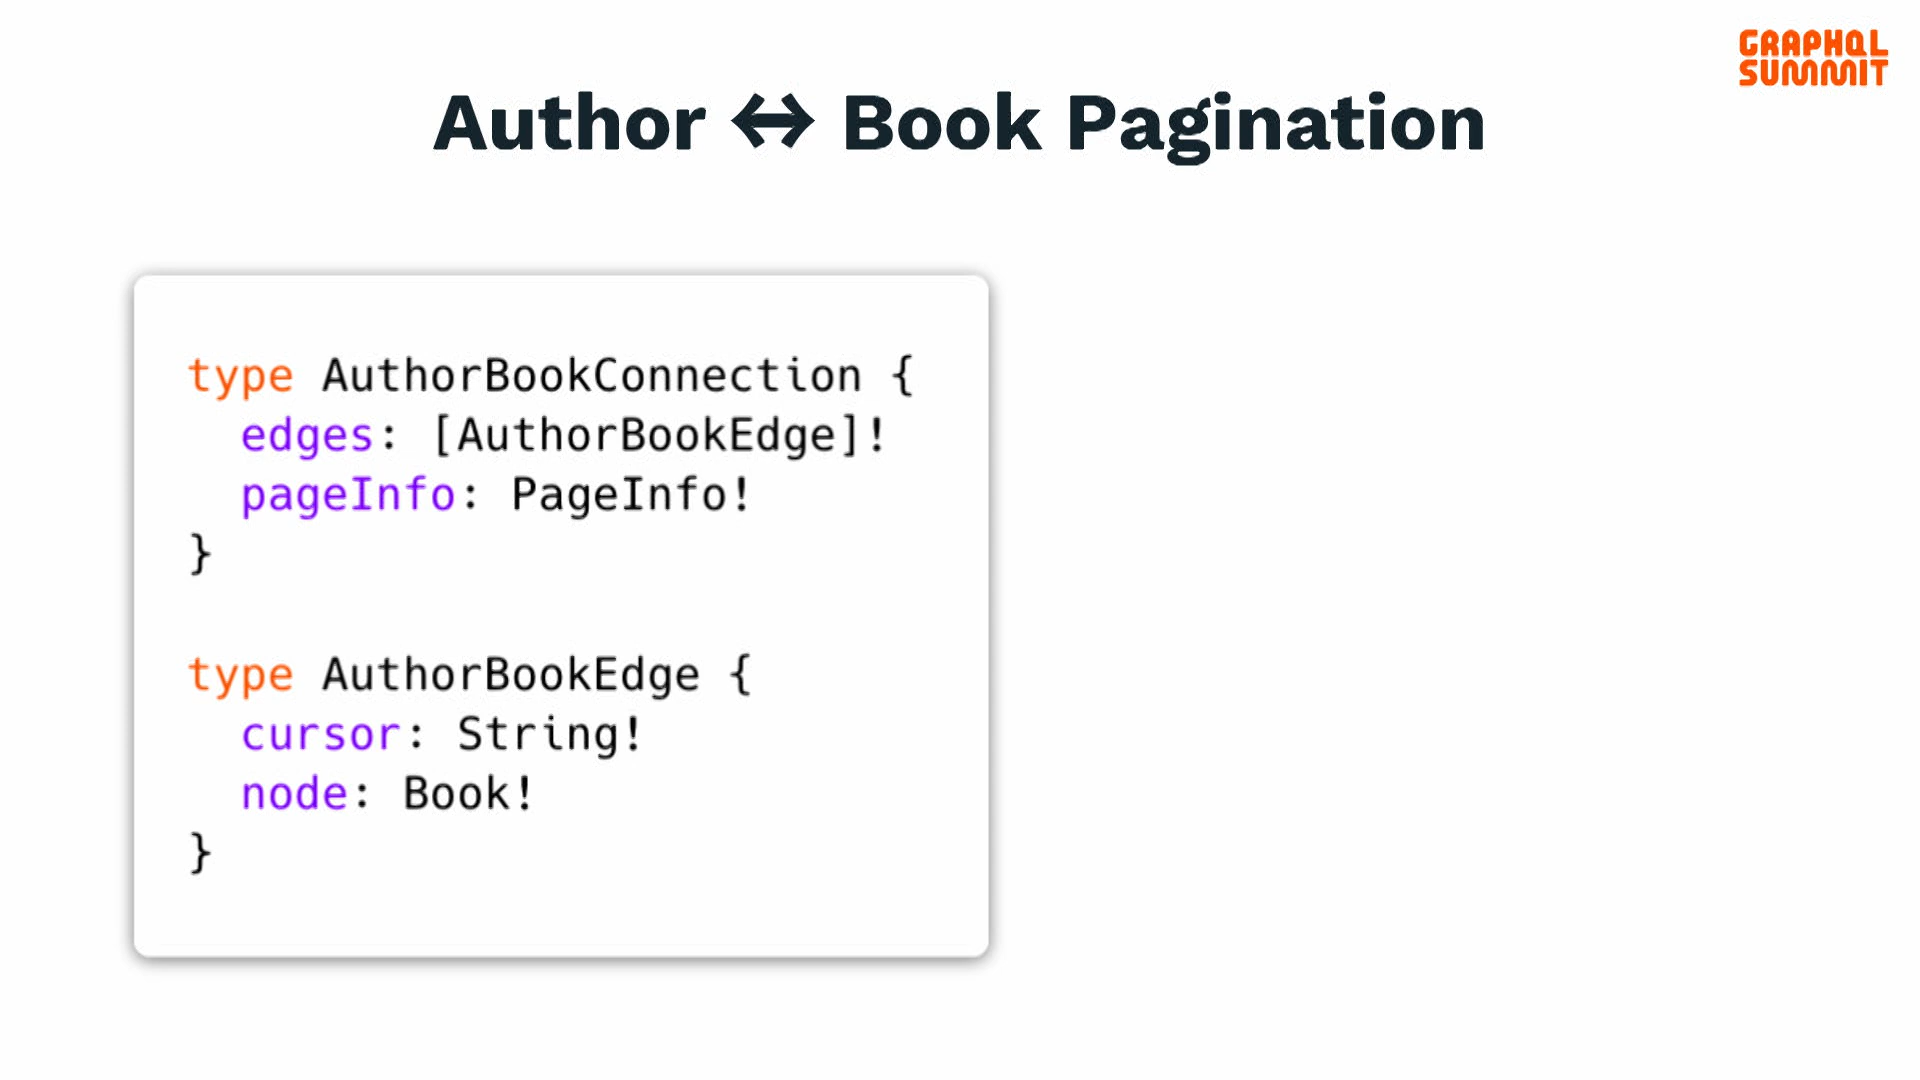 GRAPHQL
SUMMIT
Author ↔ Book Pagination
type AuthorBookConnection {
  edges: [AuthorBookEdge]!
  pageInfo: PageInfo!
}
type AuthorBookEdge {
  cursor: String!
  node: Book!
}